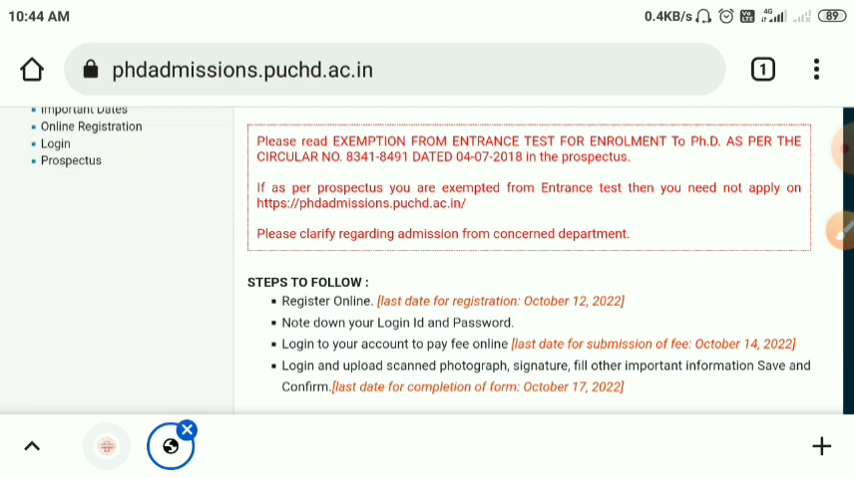 10:44 AM
0.4KB/s
Vo
LTE
4G
89
phdadmissions.puchd.ac.in
1
Important Dates
Online Registration
Login
Prospectus
Please read EXEMPTION FROM ENTRANCE TEST FOR ENROLMENT To Ph.D. AS PER THE
CIRCULAR NO. 8341-8491 DATED 04-07-2018 in the prospectus.
If as per prospectus you are exempted from Entrance test then you need not apply on
https://phdadmissions.puchd.ac.in/
Please clarify regarding admission from concerned department.
STEPS TO FOLLOW :
Register Online. [last date for registration: October 12, 2022]
Note down your Login Id and Password.
Login to your account to pay fee online [last date for submission of fee: October 14, 2022]
Login and upload scanned photograph, signature, fill other important information Save and
Confirm.[last date for completion of form: October 17, 2022]